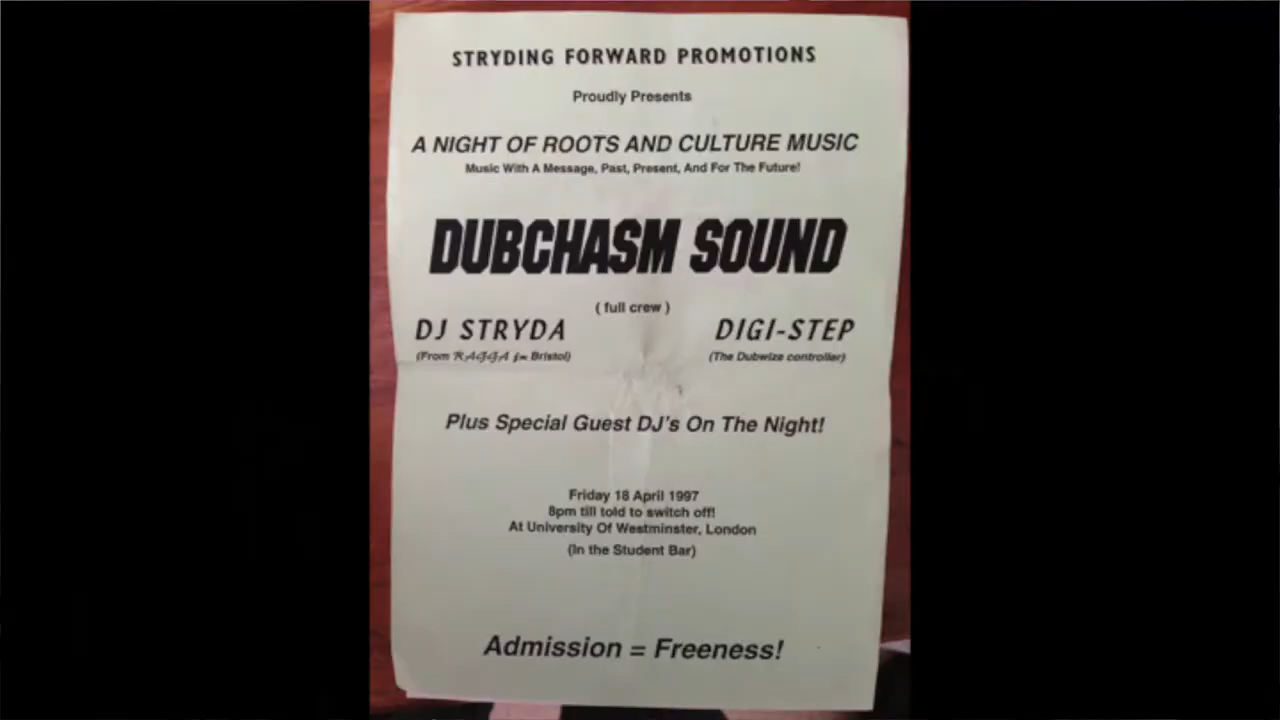 STRYDING FORWARD PROMOTIONS
Proudly Presents
A NIGHT OF ROOTS AND CULTURE MUSIC
Music With A Message, Past, Present, And For The Future!
DUBCHASM SOUND
( full crew )
DJ STRYDA
(From RAGGA fm Bristol)
DIGI-STEP
(The Dubwize controller)
Plus Special Guest DJ's On The Night!
Friday 18 April 1997
8pm till told to switch off!
At University Of Westminster, London
(In the Student Bar)
Admission = Freeness!